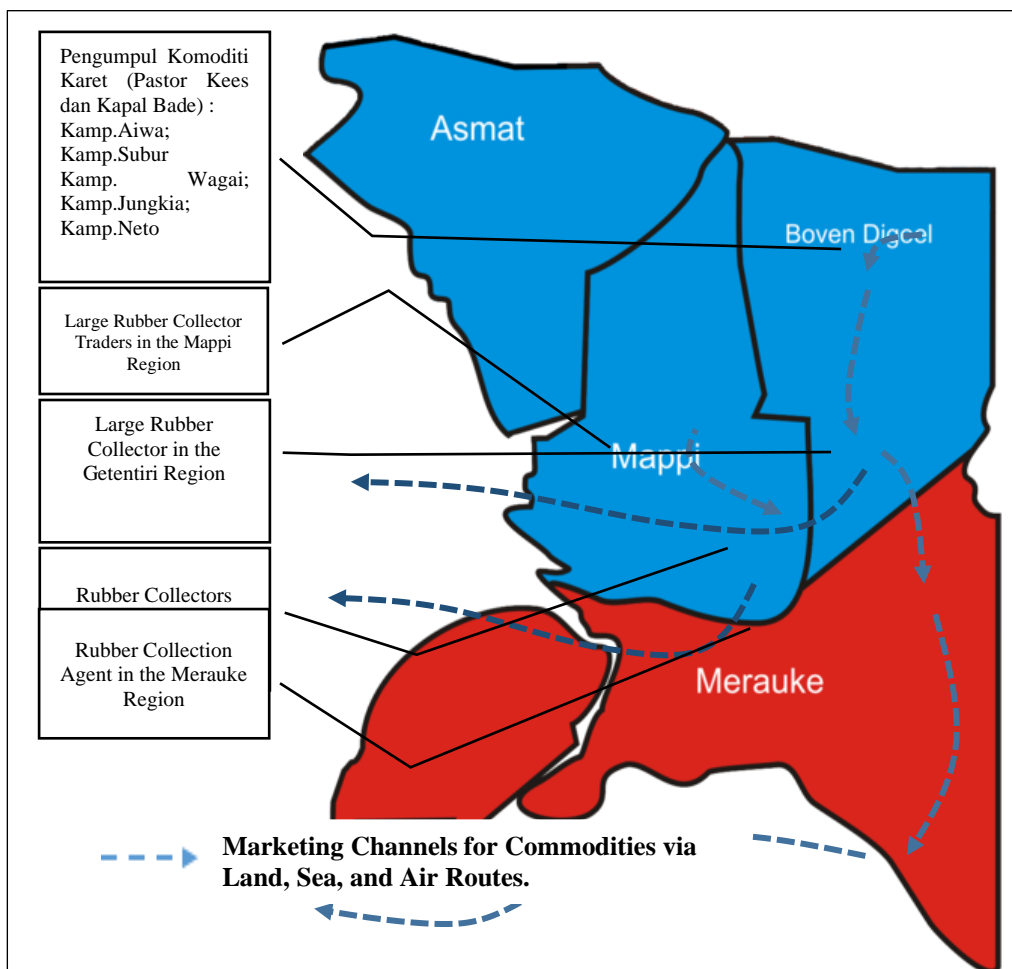 Pengumpul Komoditi
Karet (Pastor Kees
dan Kapal Bade) :
Kamp.Aiwa;
Kamp.Subur
Kamp. Wagai;
Kamp.Jungkia;
Kamp.Neto
Large Rubber Collector
Traders in the Mappi
Region
Large Rubber
Collector in the
Getentiri Region
Rubber Collectors
Rubber Collection
Agent in the Merauke
Region
Asmat
Boven Digoel
Mappi
Merauke
Marketing Channels for Commodities via
Land, Sea, and Air Routes.